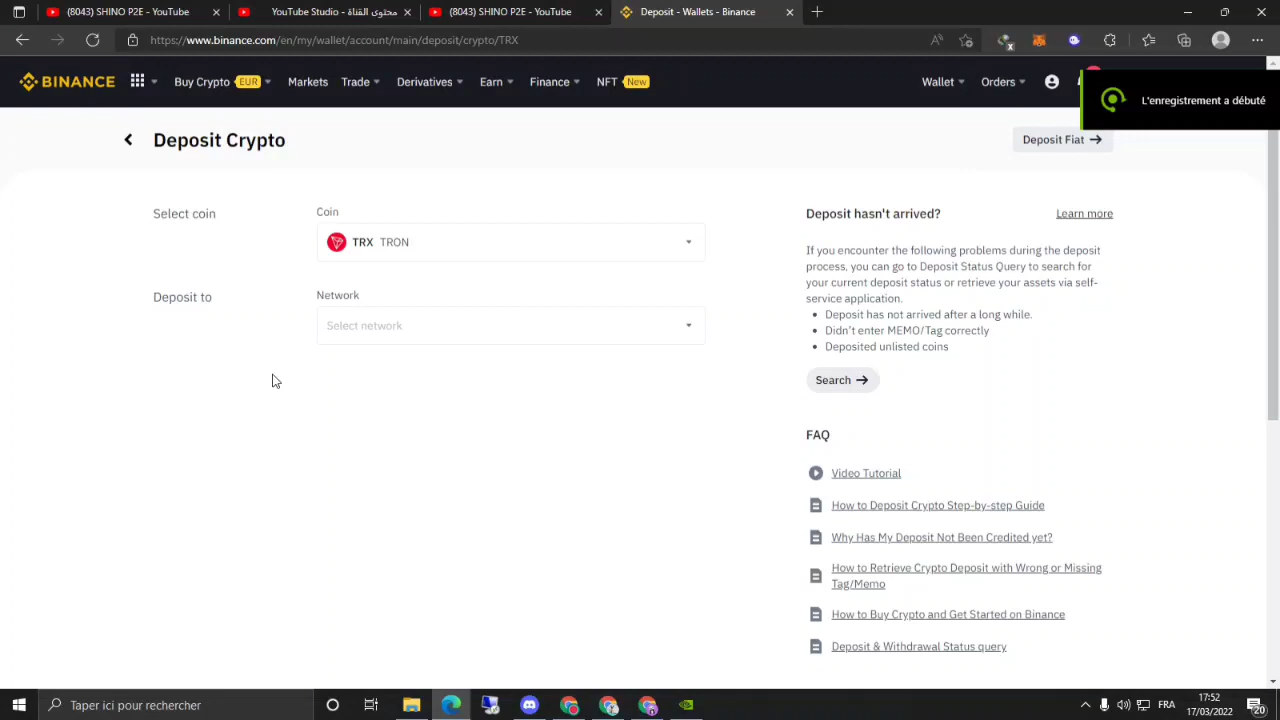 (8043) SHINO P2E - YouTube
YouTube Studio - محتوى القناة
(8043) SHINO P2E - YouTube
Deposit - Wallets - Binance
https://www.binance.com/en/my/wallet/account/main/deposit/crypto/TRX
BINANCE
Buy Crypto
EUR
Markets
Trade
Derivatives
Earn
Finance
NFT
New
Wallet
Orders
L'enregistrement a débuté
Deposit Crypto
Deposit Fiat
Select coin
Coin
TRX TRON
Deposit to
Network
Select network
Deposit hasn't arrived?
Learn more
If you encounter the following problems during the deposit
process, you can go to Deposit Status Query to search for
your current deposit status or retrieve your assets via self-
service application.
• Deposit has not arrived after a long while.
• Didn't enter MEMO/Tag correctly
• Deposited unlisted coins
Search
FAQ
Video Tutorial
How to Deposit Crypto Step-by-step Guide
Why Has My Deposit Not Been Credited yet?
How to Retrieve Crypto Deposit with Wrong or Missing
Tag/Memo
How to Buy Crypto and Get Started on Binance
Deposit & Withdrawal Status query
Taper ici pour rechercher
FRA
17:52
17/03/2022
20